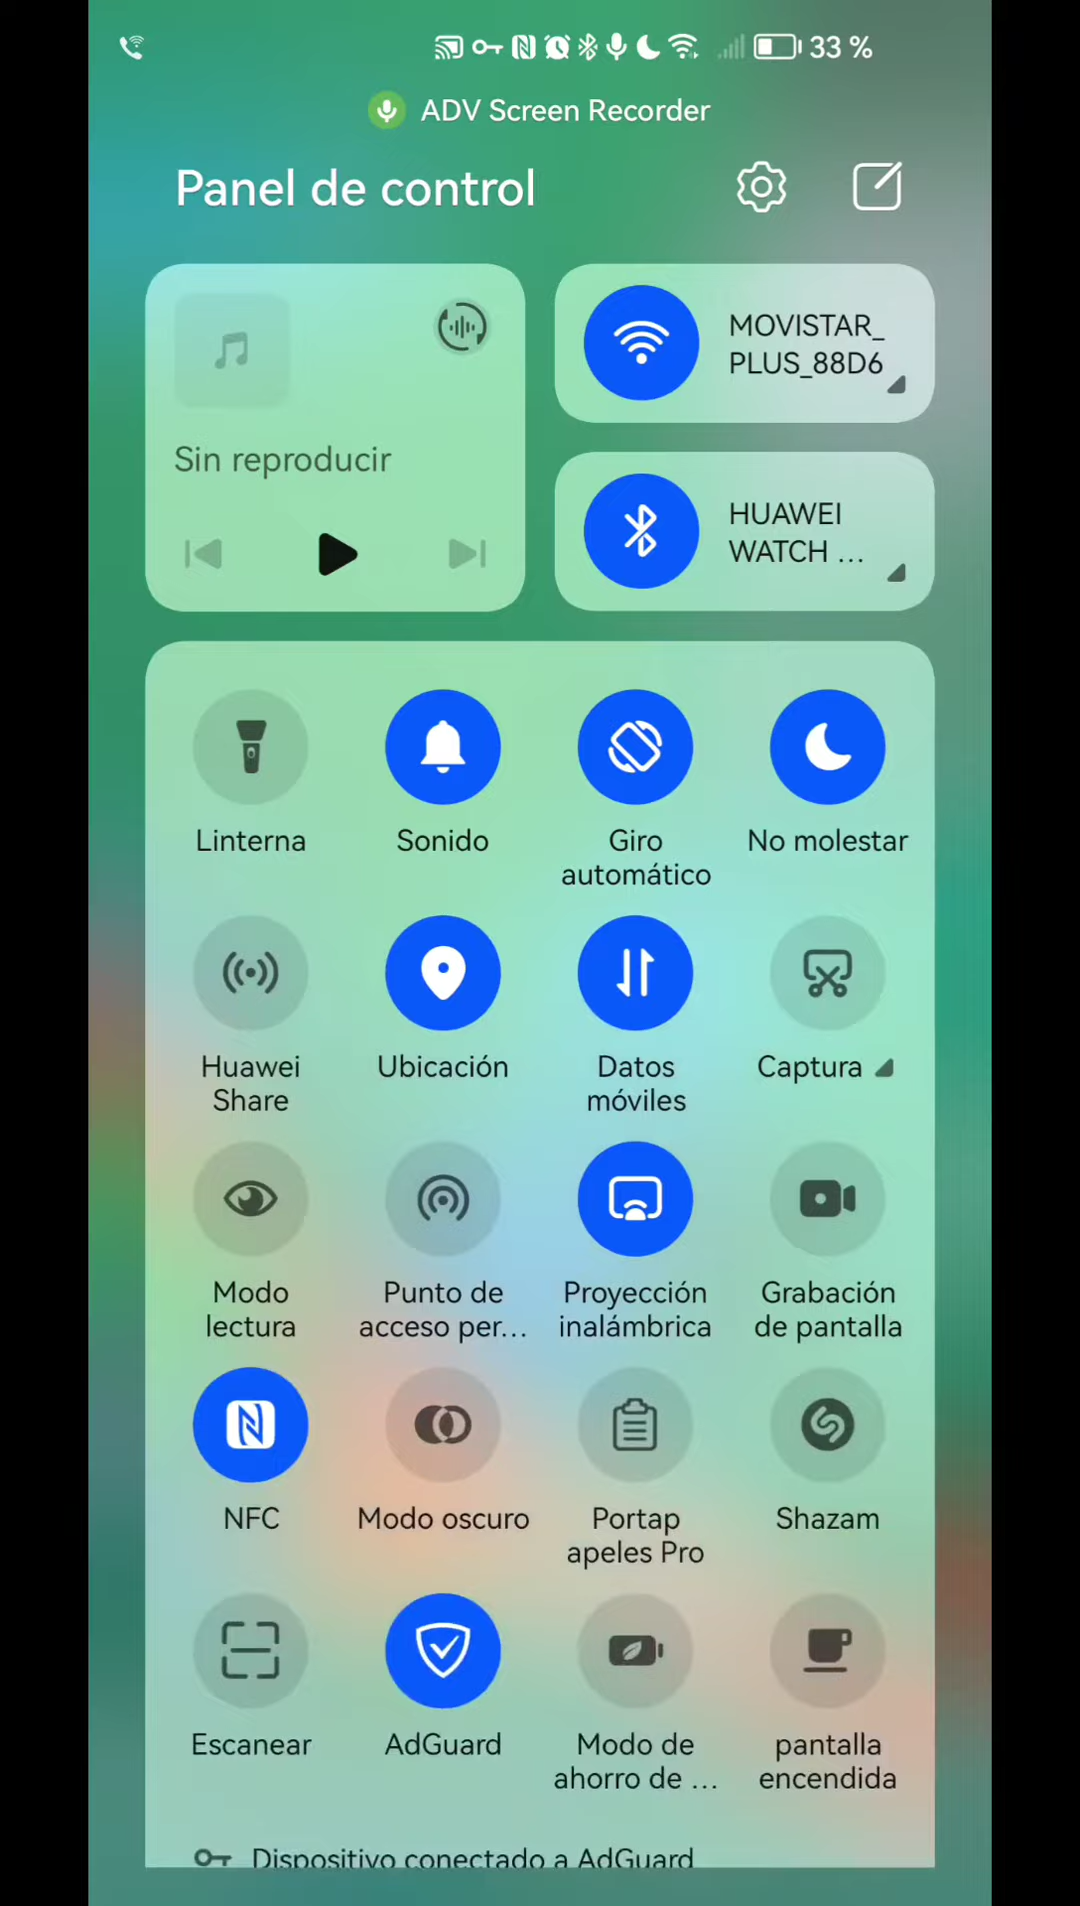 33 %
ADV Screen Recorder
Panel de control
MOVISTAR_
PLUS_88D6
Sin reproducir
HUAWEI
WATCH ...
Linterna
Sonido
Giro
automático
No molestar
Huawei
Share
Ubicación
Datos
móviles
Captura
Modo
lectura
Punto de
acceso per...
Proyección
inalámbrica
Grabación
de pantalla
NFC
Modo oscuro
Portap
apeles Pro
Shazam
Escanear
AdGuard
Modo de
ahorro de ...
pantalla
encendida
Dispositivo conectado a AdGuard